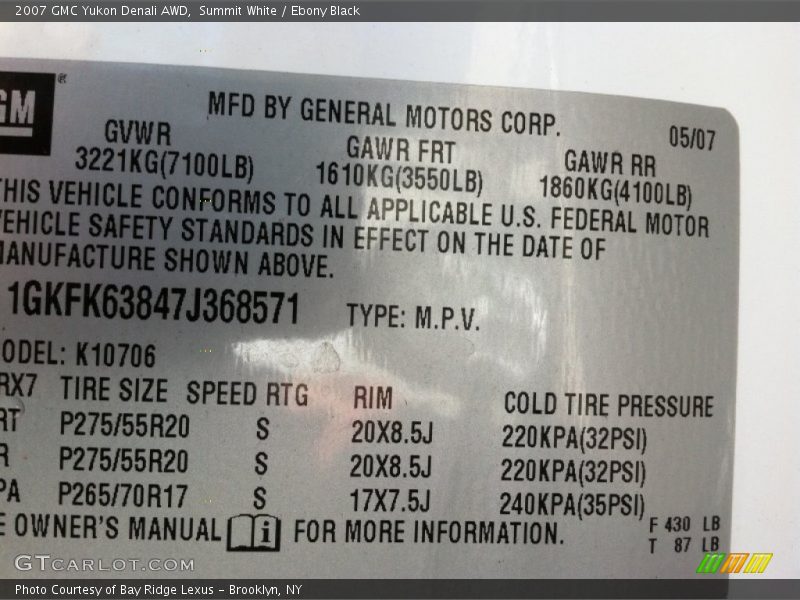 2007 GMC Yukon Denali AWD, Summit White / Ebony Black
GM®
MFD BY GENERAL MOTORS CORP.
05/07
GVWR GAWR FRT GAWR RR
3221KG(7100LB) 1610KG(3550LB) 1860KG(4100LB)
THIS VEHICLE CONFORMS TO ALL APPLICABLE U.S. FEDERAL MOTOR
VEHICLE SAFETY STANDARDS IN EFFECT ON THE DATE OF
MANUFACTURE SHOWN ABOVE.
1GKFK63847J368571 TYPE: M.P.V.
ODEL: K10706
RX7 TIRE SIZE SPEED RTG RIM COLD TIRE PRESSURE
RT P275/55R20 S 20X8.5J 220KPA(32PSI)
R P275/55R20 S 20X8.5J 220KPA(32PSI)
PA P265/70R17 S 17X7.5J 240KPA(35PSI)
E OWNER'S MANUAL i FOR MORE INFORMATION.
F 430 LB
T 87 LB
GTCARLOT.COM
Photo Courtesy of Bay Ridge Lexus - Brooklyn, NY